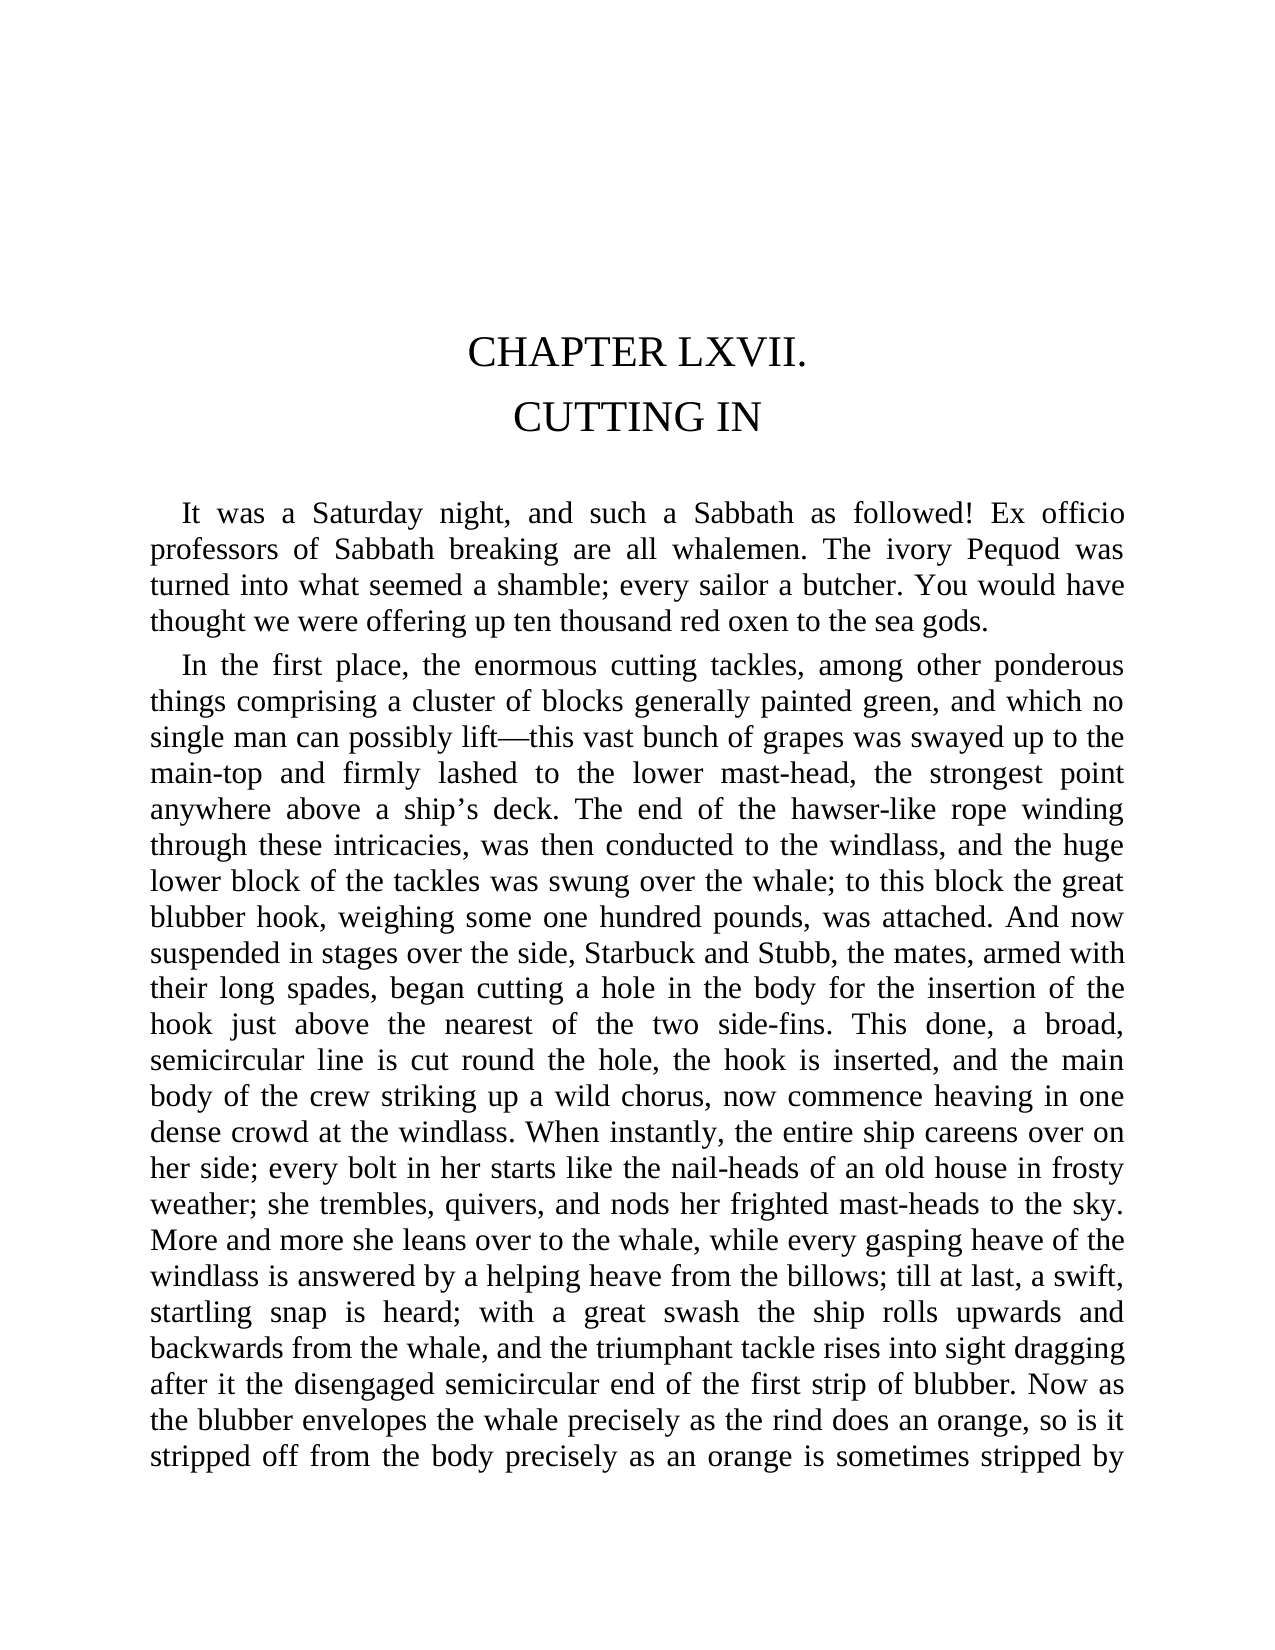 CHAPTER LXVII.
CUTTING IN
It was a Saturday night, and such a Sabbath as followed! Ex officio
professors of Sabbath breaking are all whalemen. The ivory Pequod was
turned into what seemed a shamble; every sailor a butcher. You would have
thought we were offering up ten thousand red oxen to the sea gods.
In the first place, the enormous cutting tackles, among other ponderous
things comprising a cluster of blocks generally painted green, and which no
single man can possibly lift—this vast bunch of grapes was swayed up to the
main-top and firmly lashed to the lower mast-head, the strongest point
anywhere above a ship’s deck. The end of the hawser-like rope winding
through these intricacies, was then conducted to the windlass, and the huge
lower block of the tackles was swung over the whale; to this block the great
blubber hook, weighing some one hundred pounds, was attached. And now
suspended in stages over the side, Starbuck and Stubb, the mates, armed with
their long spades, began cutting a hole in the body for the insertion of the
hook just above the nearest of the two side-fins. This done, a broad,
semicircular line is cut round the hole, the hook is inserted, and the main
body of the crew striking up a wild chorus, now commence heaving in one
dense crowd at the windlass. When instantly, the entire ship careens over on
her side; every bolt in her starts like the nail-heads of an old house in frosty
weather; she trembles, quivers, and nods her frighted mast-heads to the sky.
More and more she leans over to the whale, while every gasping heave of the
windlass is answered by a helping heave from the billows; till at last, a swift,
startling snap is heard; with a great swash the ship rolls upwards and
backwards from the whale, and the triumphant tackle rises into sight dragging
after it the disengaged semicircular end of the first strip of blubber. Now as
the blubber envelopes the whale precisely as the rind does an orange, so is it
stripped off from the body precisely as an orange is sometimes stripped by